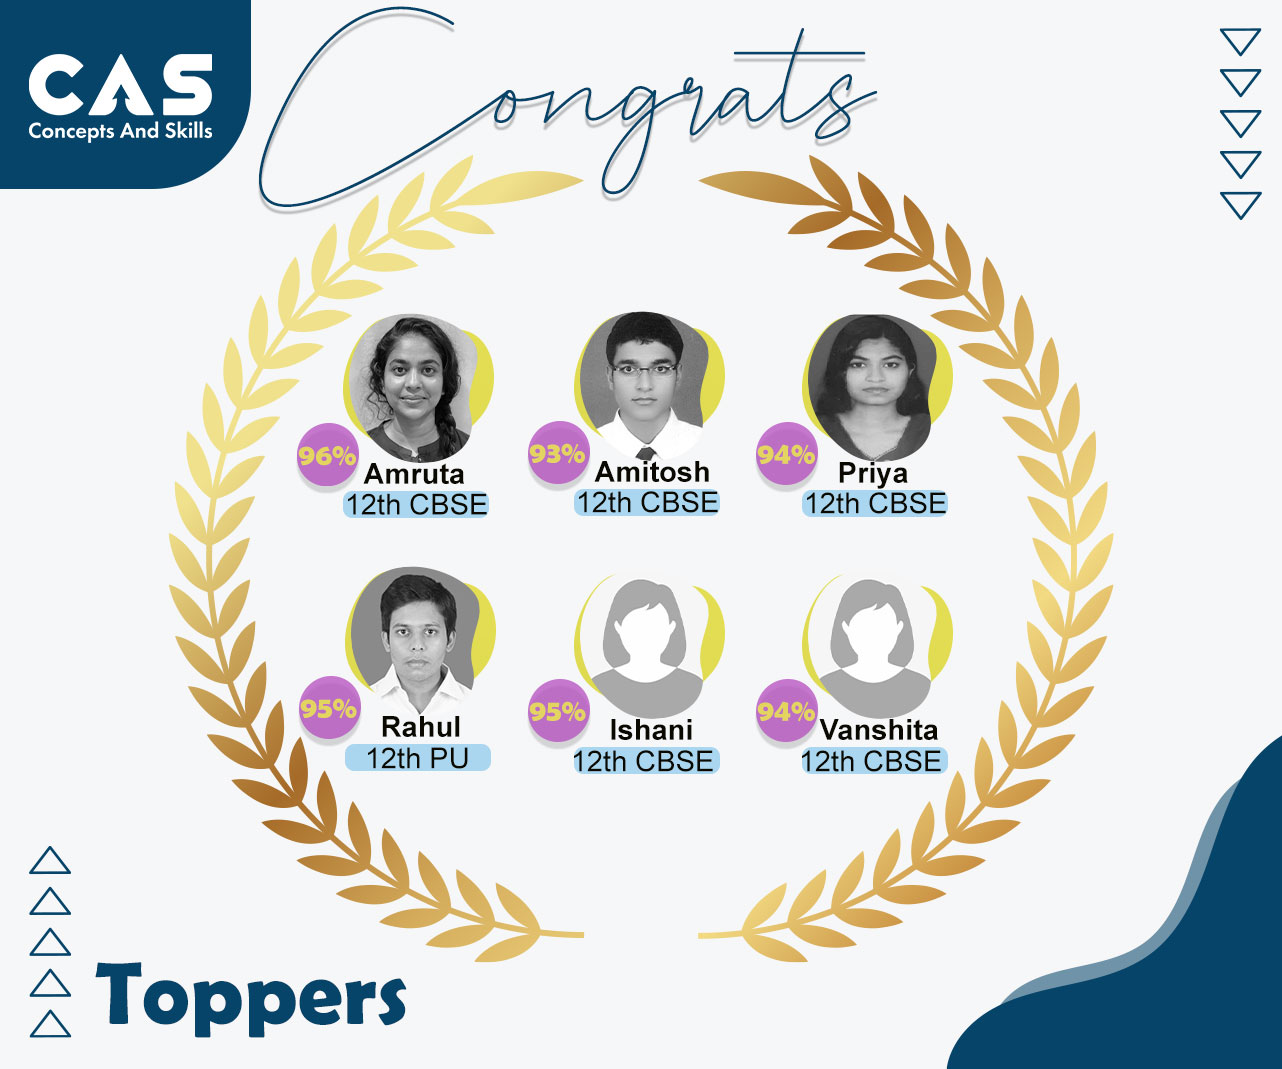 CAS
Concepts And Skills
Congrats
96%
Amruta
12th CBSE
93%
Amitosh
12th CBSE
94%
Priya
12th CBSE
95%
Rahul
12th PU
95%
Ishani
12th CBSE
94%
Vanshita
12th CBSE
Toppers